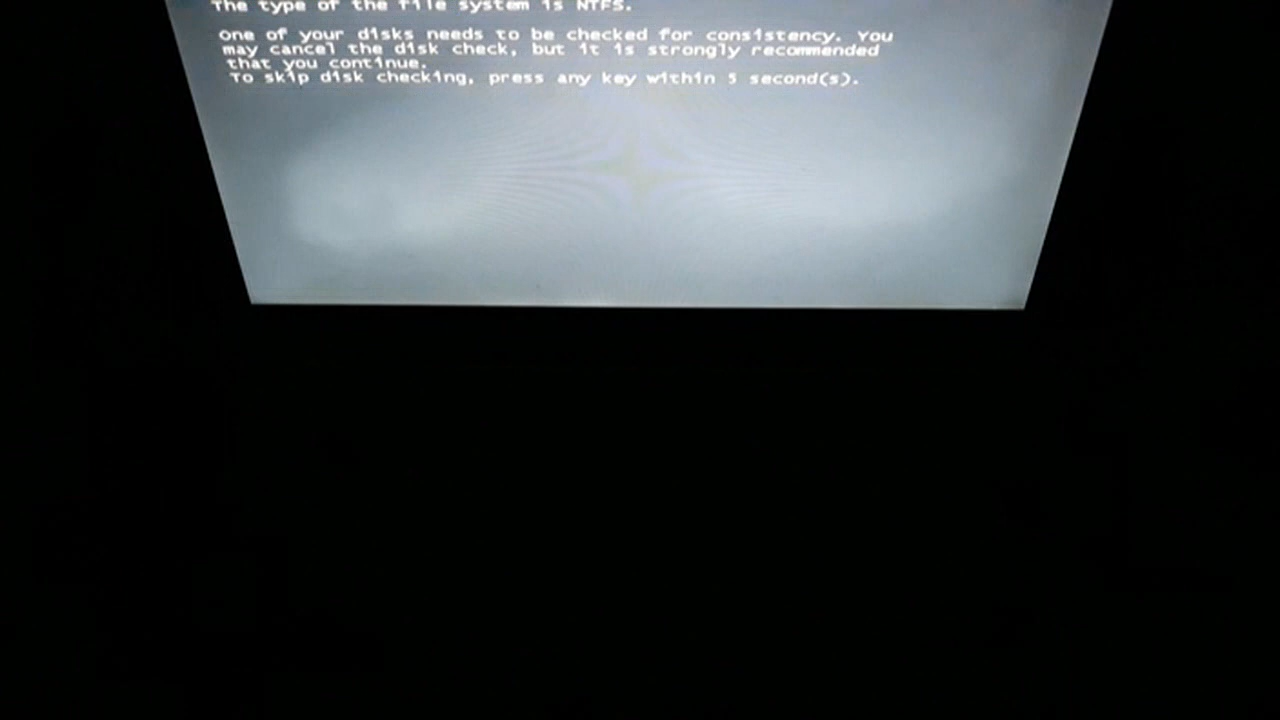 The type of the file system is NTFS.
One of your disks needs to be checked for consistency. You
may cancel the disk check, but it is strongly recommended
that you continue.
To skip disk checking, press any key within 5 second(s).